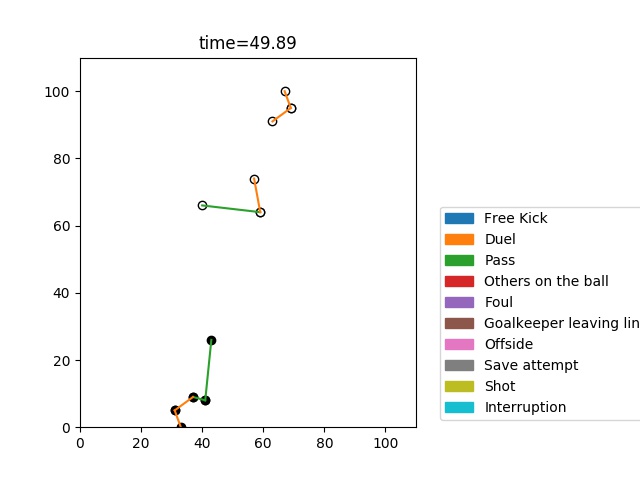 time=49.89
100
80
60
40
20
0
0 20 40 60 80 100
Free Kick
Duel
Pass
Others on the ball
Foul
Goalkeeper leaving lin
Offside
Save attempt
Shot
Interruption